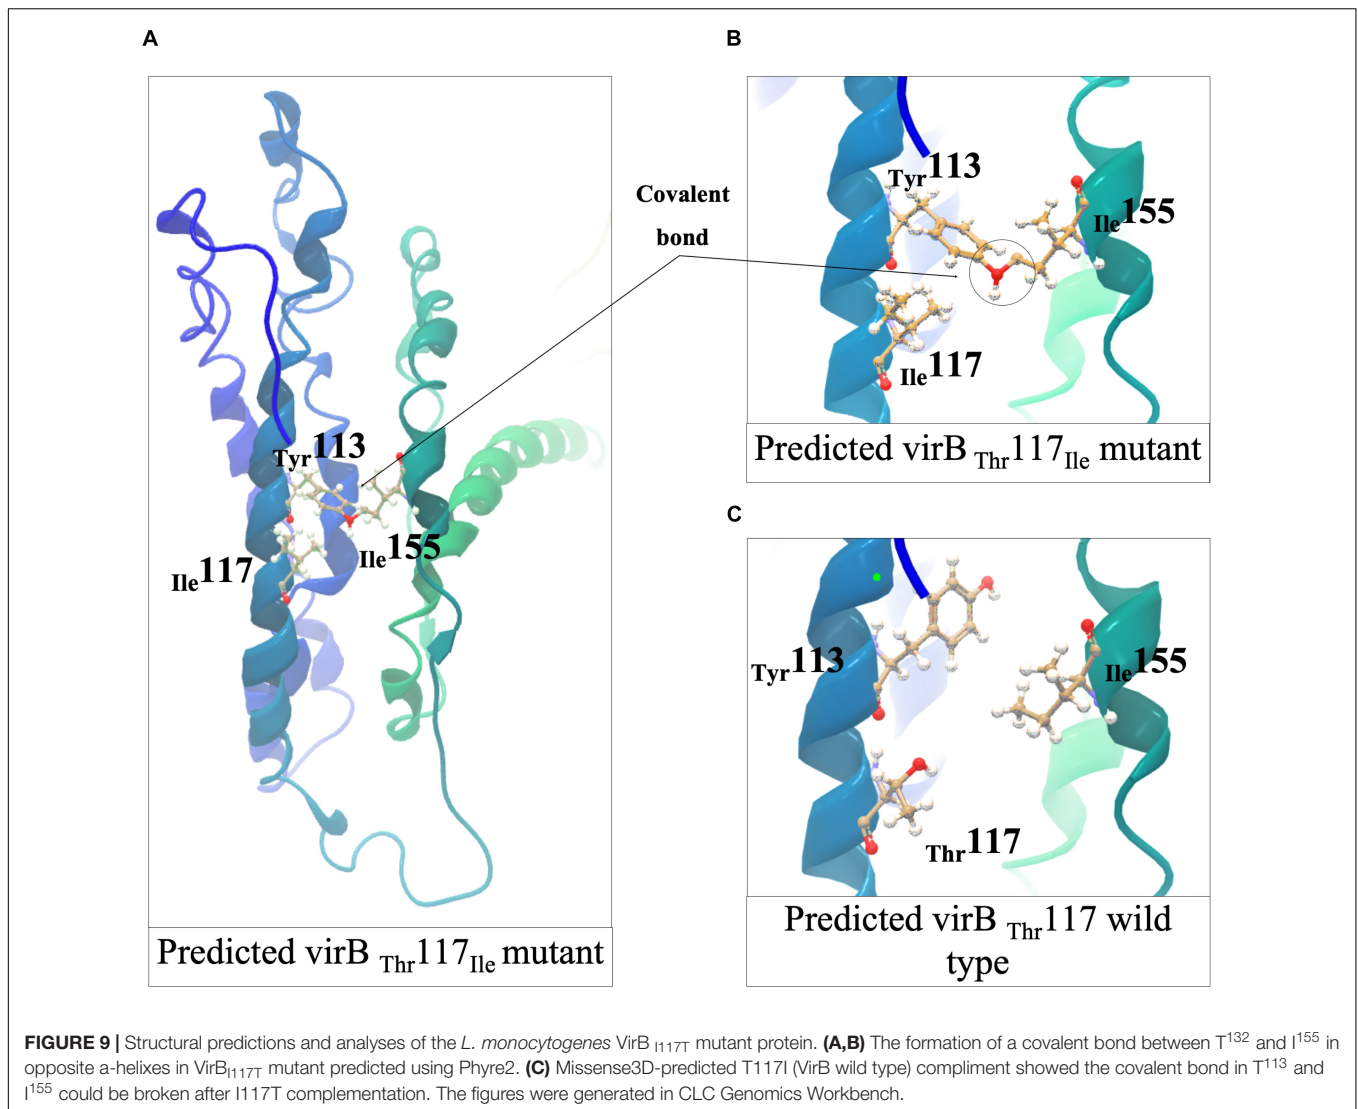 A
B
Covalent
bond
Tyr113
Ile155
Ile117
Predicted virB Thr117Ile mutant
Tyr113
Ile155
Ile117
Predicted virB Thr117Ile mutant
C
Tyr113
Ile155
Thr117
Predicted virB Thr117 wild
type
FIGURE 9 | Structural predictions and analyses of the L. monocytogenes VirB I117T mutant protein. (A,B) The formation of a covalent bond between T132 and I155 in
opposite a-helixes in VirBI117T mutant predicted using Phyre2. (C) Missense3D-predicted T117I (VirB wild type) compliment showed the covalent bond in T113 and
I155 could be broken after I117T complementation. The figures were generated in CLC Genomics Workbench.